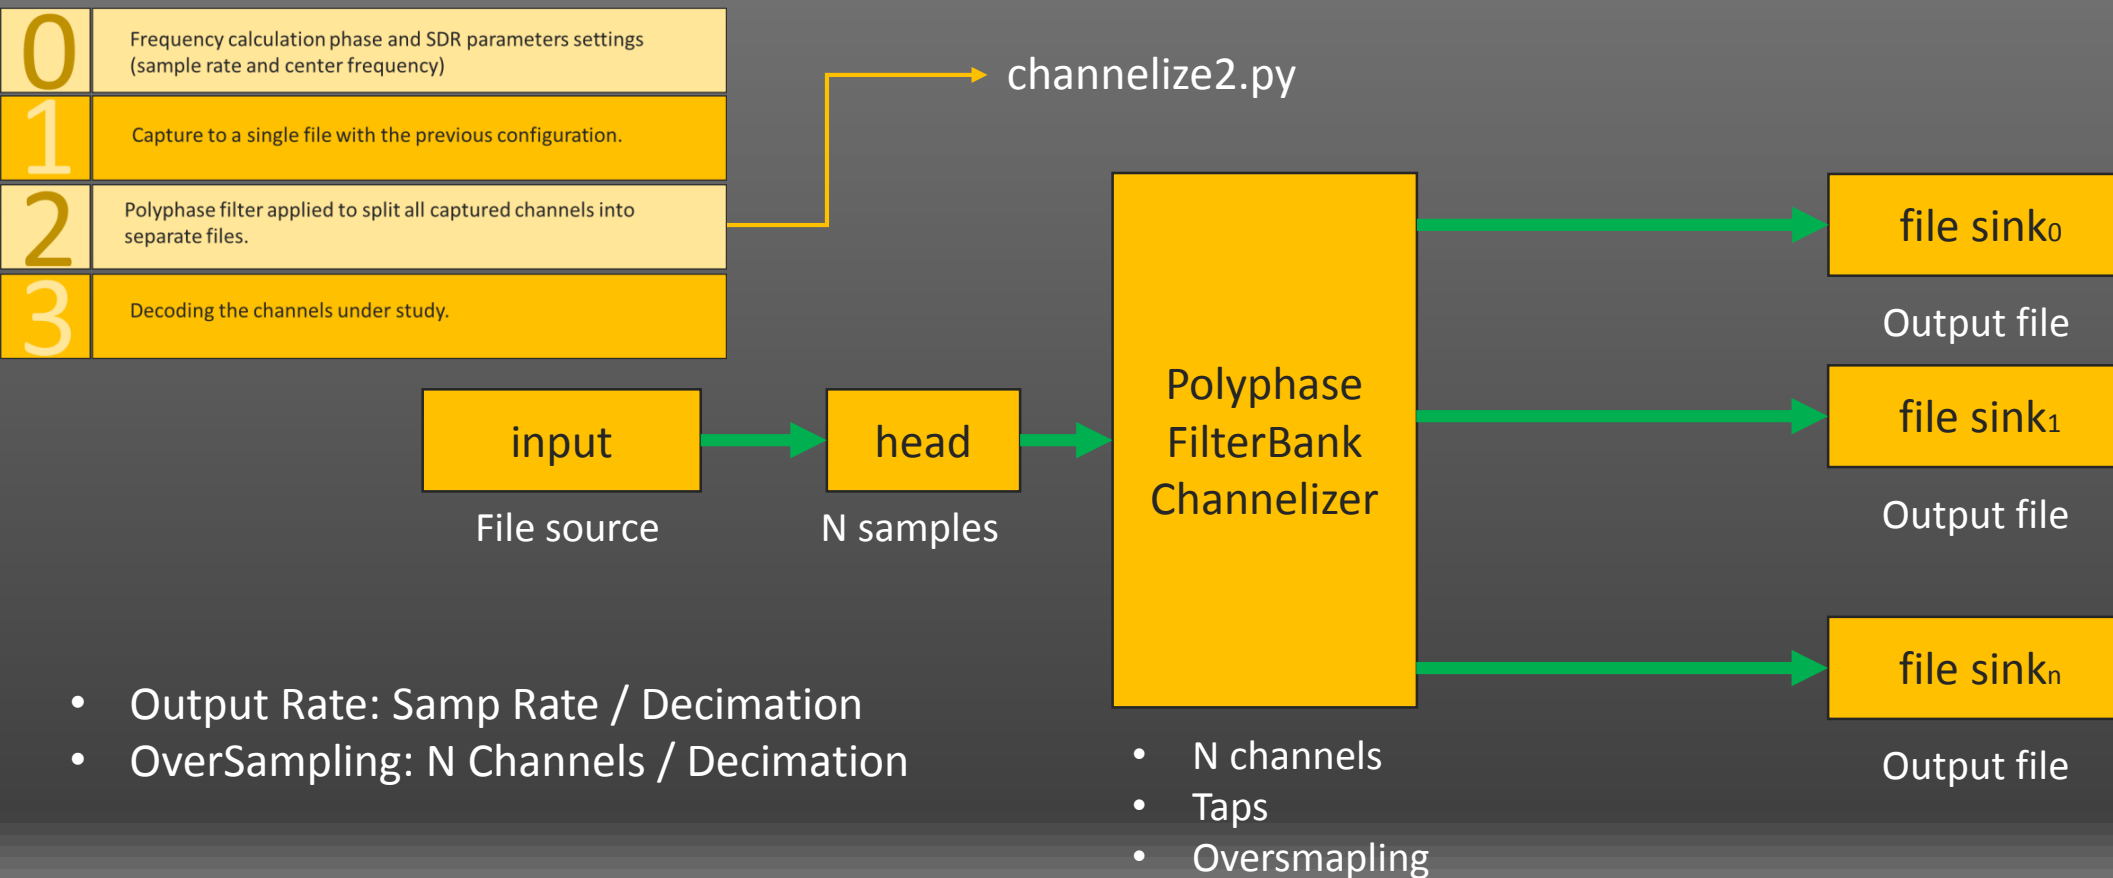 0
Frequency calculation phase and SDR parameters settings
(sample rate and center frequency)
1
Capture to a single file with the previous configuration.
2
Polyphase filter applied to split all captured channels into
separate files.
3
Decoding the channels under study.
channelize2.py
input
File source
head
N samples
Polyphase
FilterBank
Channelizer
• N channels
• Taps
• Oversmapling
file sink0
Output file
file sink1
Output file
file sinkn
Output file
• Output Rate: Samp Rate / Decimation
• OverSampling: N Channels / Decimation